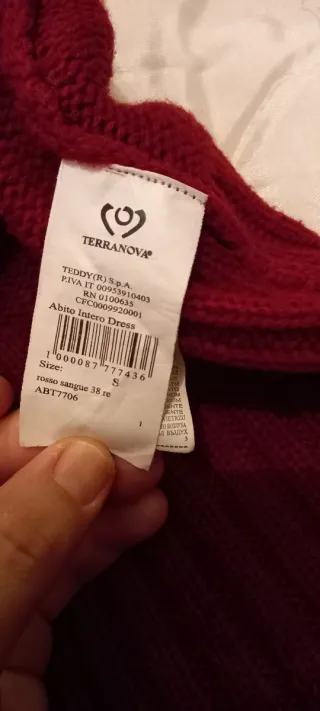 TERRANOVA®
TEDDY(R) S.p.A.
P.IVA IT 00953910403
RN 0100635
CFC0009920001
Abito Intero Dress
1 000087 777436
Size: S
rosso sangue 38 re
ABT7706
1
3